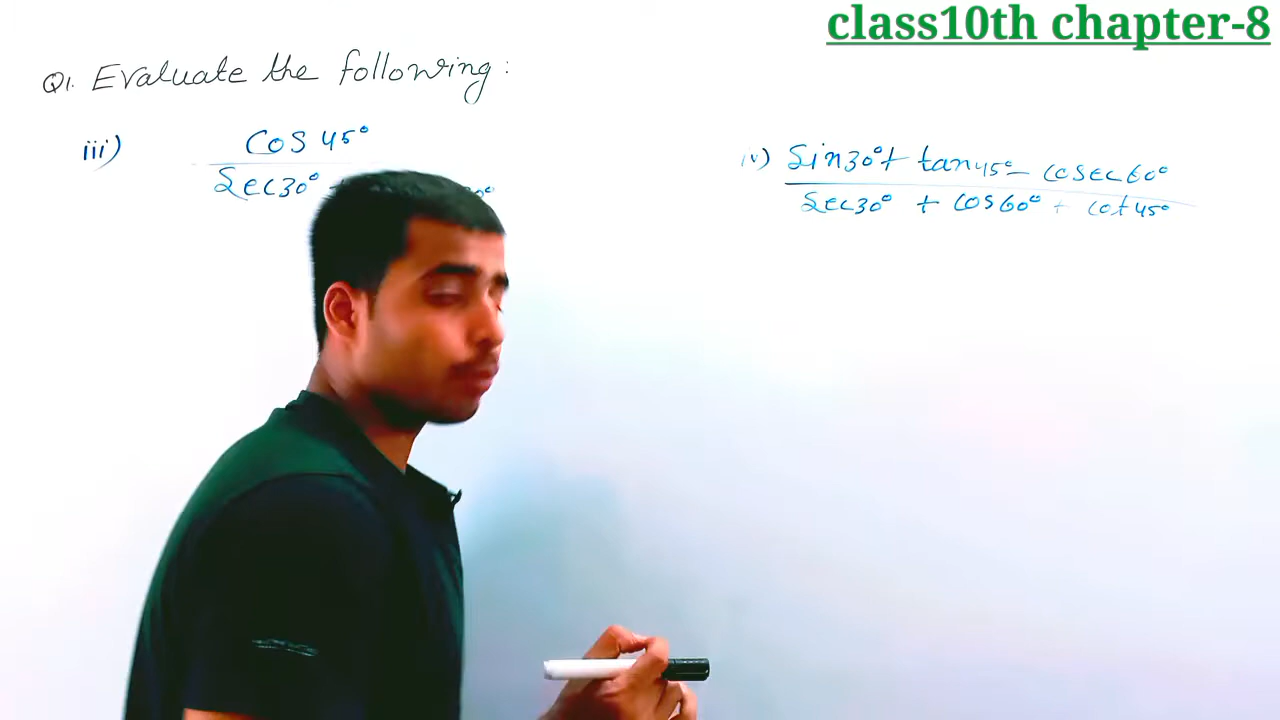 class10th chapter-8
Q1. Evaluate the following:
iii) Cos 45°
Sec30° +
iv) Sin30°+ tan45°- cosec60°
Sec30° + cos60° + cot45°